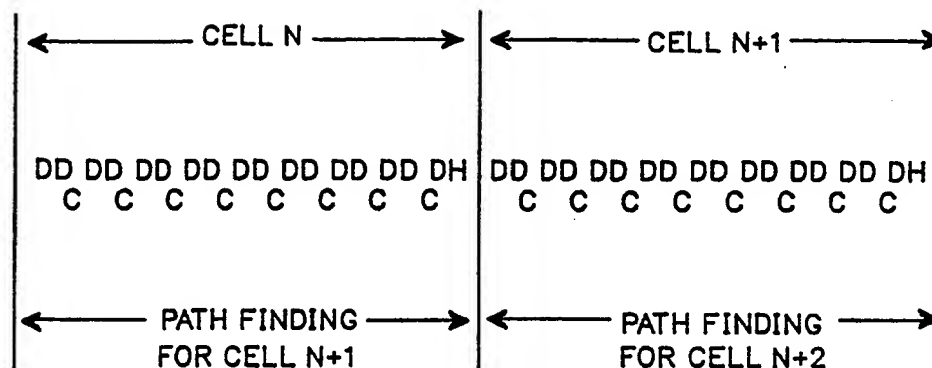 CELL N CELL N+1
DD DD DD DD DD DD DD DD DH DD DD DD DD DD DD DD DD DH
C C C C C C C C C C C C C C C C
PATH FINDING PATH FINDING
FOR CELL N+1 FOR CELL N+2